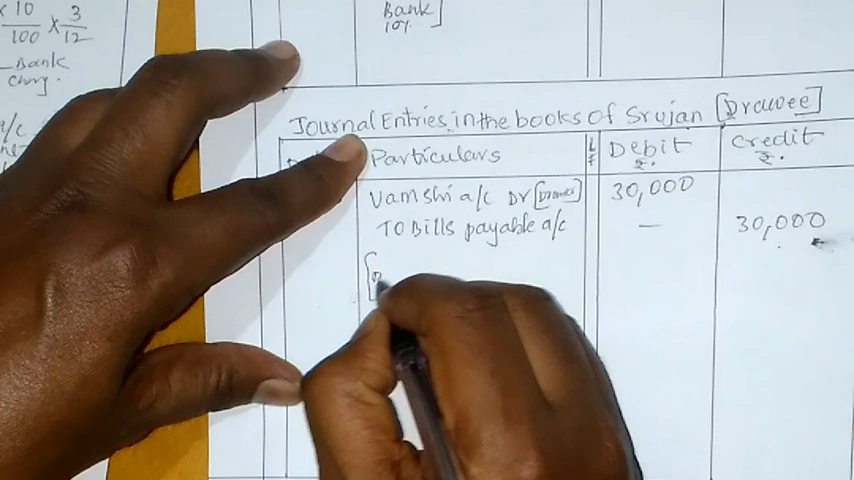 × 10 × 3
100 12
Bank
Charg.
a/c
Bank
10%
Journal Entries in the books of Srujan [Drawee]
Particulars L F Debit ₹. Credit ₹.
Vamshi a/c Dr [Drawer] 30,000
To Bills payable a/c — 30,000